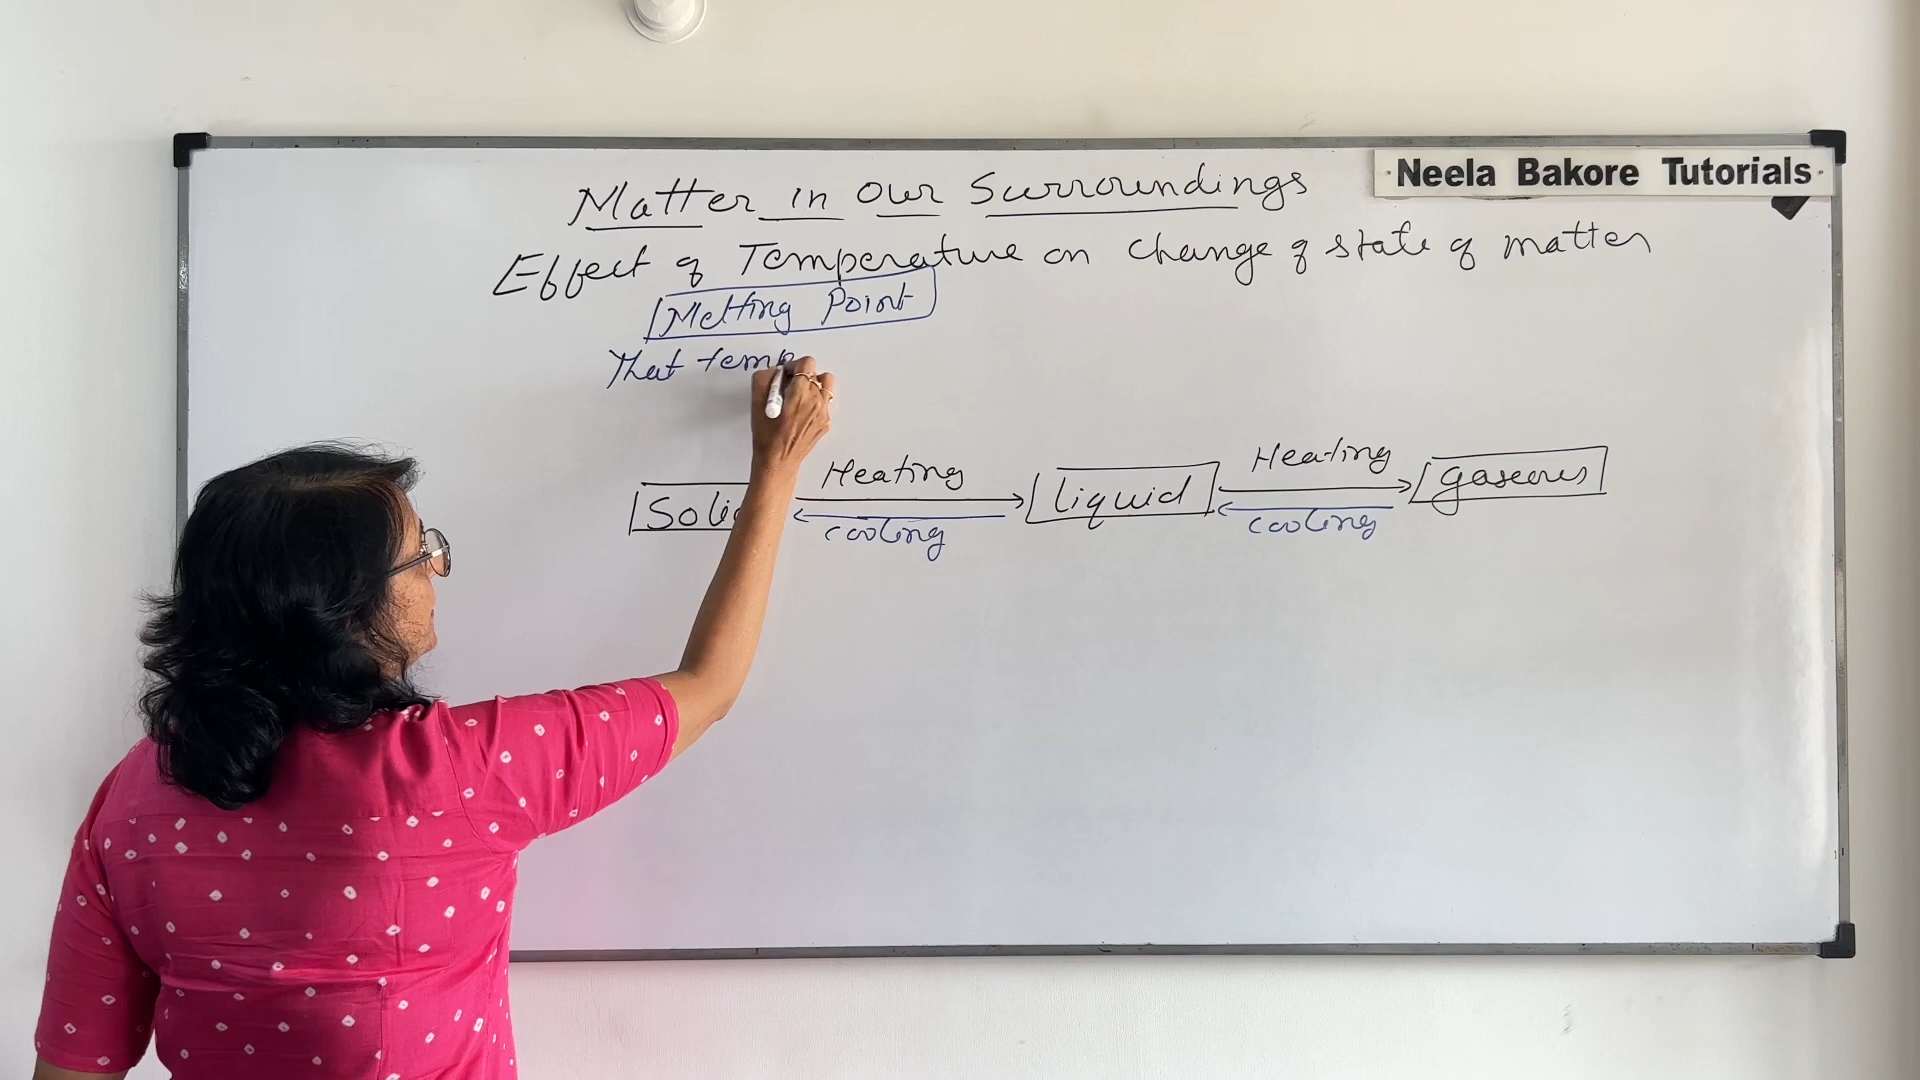 Neela Bakore Tutorials
Matter in our Surroundings
Effect of Temperature on change of state of matter
Melting Point
That temp
Heating
Heating
Solid
liquid
gaseous
cooling
cooling